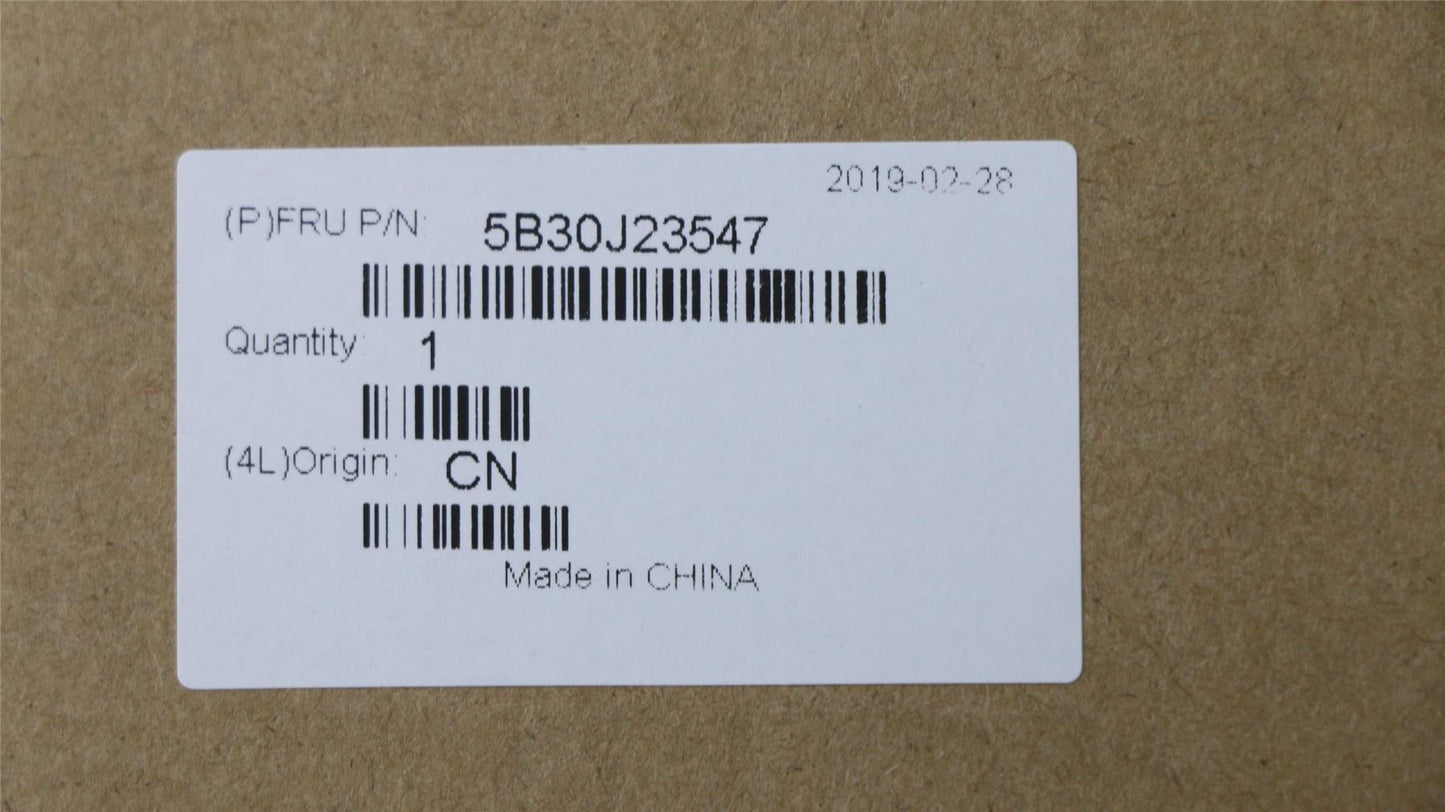 2019-02-28
(P)FRU P/N: 5B30J23547
Quantity: 1
(4L)Origin: CN
Made in CHINA